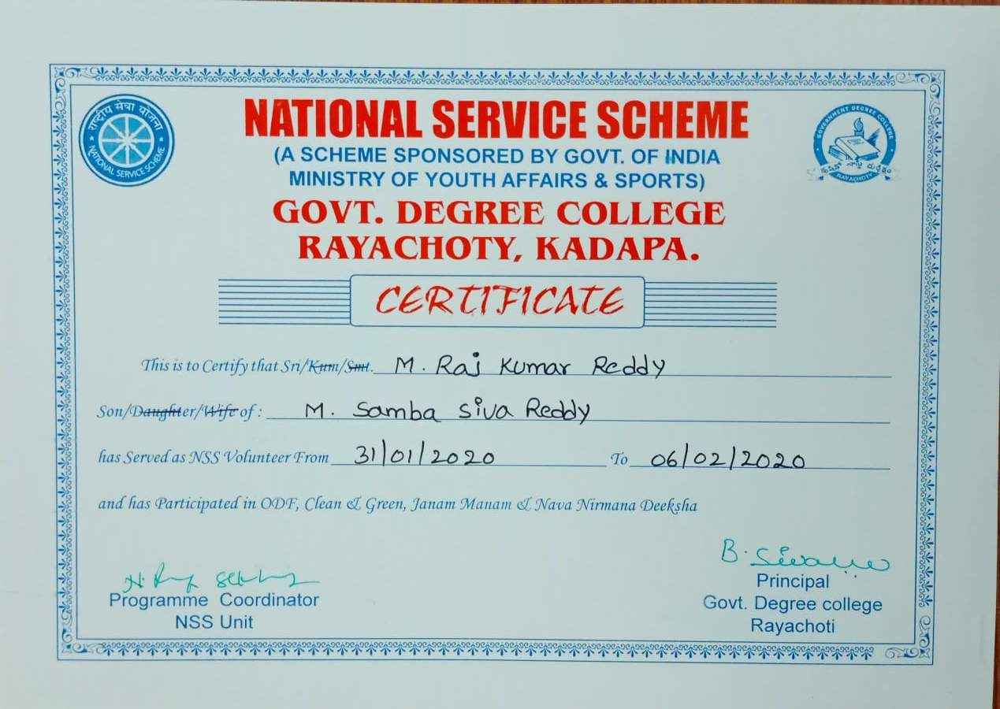 राष्ट्रीय सेवा योजना
NATIONAL SERVICE SCHEME
GOVERNMENT DEGREE COLLEGE
RAYACHOTY
NATIONAL SERVICE SCHEME
(A SCHEME SPONSORED BY GOVT. OF INDIA
MINISTRY OF YOUTH AFFAIRS & SPORTS)
GOVT. DEGREE COLLEGE
RAYACHOTY, KADAPA.
CERTIFICATE
This is to Certify that Sri/Kum/Smt. M. Raj Kumar Reddy
Son/Daughter/Wife of : M. Samba Siva Reddy
has Served as NSS Volunteer From 31/01/2020 To 06/02/2020
and has Participated in ODF, Clean & Green, Janam Manam & Nava Nirmana Deeksha
B. 
Programme Coordinator
NSS Unit
Principal
Govt. Degree college
Rayachoti